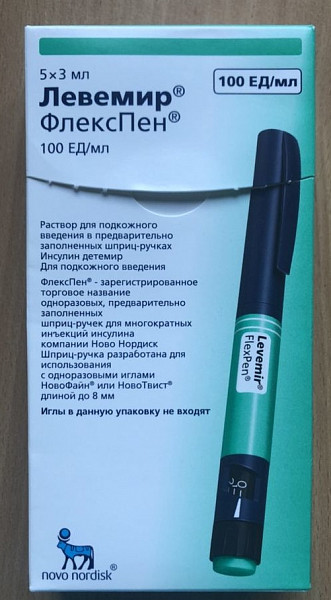 5×3 мл
100 ЕД/мл
Левемир®
ФлексПен®
100 ЕД/мл
Раствор для подкожного
введения в предварительно
заполненных шприц-ручках
Инсулин детемир
Для подкожного введения
ФлексПен® - зарегистрированное
торговое название
одноразовых, предварительно
заполненных
шприц-ручек для многократных
инъекций инсулина
компании Ново Нордиск
Шприц-ручка разработана для
использования
с одноразовыми иглами
НовоФайн® или НовоТвист®
длиной до 8 мм
Иглы в данную упаковку не входят
Levemir®
FlexPen®
novo nordisk®